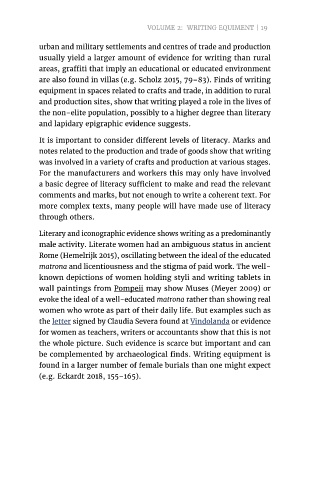 VOLUME 2: WRITING EQUIMENT | 19
urban and military settlements and centres of trade and production
usually yield a larger amount of evidence for writing than rural
areas, graffiti that imply an educational or educated environment
are also found in villas (e.g. Scholz 2015, 79–83). Finds of writing
equipment in spaces related to crafts and trade, in addition to rural
and production sites, show that writing played a role in the lives of
the non-elite population, possibly to a higher degree than literary
and lapidary epigraphic evidence suggests.
It is important to consider different levels of literacy. Marks and
notes related to the production and trade of goods show that writing
was involved in a variety of crafts and production at various stages.
For the manufacturers and workers this may only have involved
a basic degree of literacy sufficient to make and read the relevant
comments and marks, but not enough to write a coherent text. For
more complex texts, many people will have made use of literacy
through others.
Literary and iconographic evidence shows writing as a predominantly
male activity. Literate women had an ambiguous status in ancient
Rome (Hemelrijk 2015), oscillating between the ideal of the educated
matrona and licentiousness and the stigma of paid work. The well-
known depictions of women holding styli and writing tablets in
wall paintings from Pompeii may show Muses (Meyer 2009) or
evoke the ideal of a well-educated matrona rather than showing real
women who wrote as part of their daily life. But examples such as
the letter signed by Claudia Severa found at Vindolanda or evidence
for women as teachers, writers or accountants show that this is not
the whole picture. Such evidence is scarce but important and can
be complemented by archaeological finds. Writing equipment is
found in a larger number of female burials than one might expect
(e.g. Eckardt 2018, 155–165).